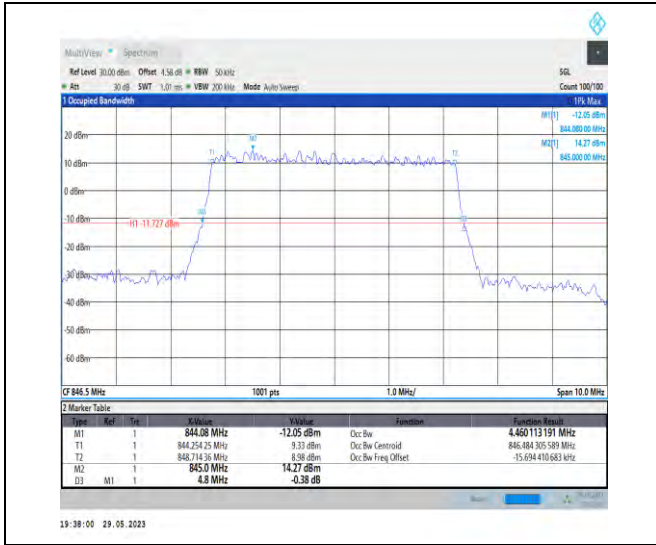 MultiView Spectrum
Ref Level 30.00 dBm Offset 4.58 dB RBW 50 kHz SGL
Att 30 dB SWT 1.01 ms VBW 200 kHz Mode Auto Sweep Count 100/100
1 Occupied Bandwidth 1Pk Max
M1[1] -12.05 dBm
844.080 00 MHz
M2[1] 14.27 dBm
845.000 00 MHz
20 dBm
T1 M2 T2
10 dBm
0 dBm
-10 dBm
H1 -11.727 dBm
-20 dBm
-30 dBm
-40 dBm
-50 dBm
-60 dBm
CF 846.5 MHz 1001 pts 1.0 MHz/ Span 10.0 MHz
2 Marker Table
Type Ref Trc X-Value Y-Value Function Function Result
M1 1 844.08 MHz -12.05 dBm Occ Bw 4.460 113 191 MHz
T1 1 844.254 25 MHz 9.33 dBm Occ Bw Centroid 846.484 305 589 MHz
T2 1 848.714 36 MHz 8.98 dBm Occ Bw Freq Offset -15.694 410 683 kHz
M2 1 845.0 MHz 14.27 dBm
D3 M1 1 4.8 MHz -0.38 dB
19:38:00 29.05.2023